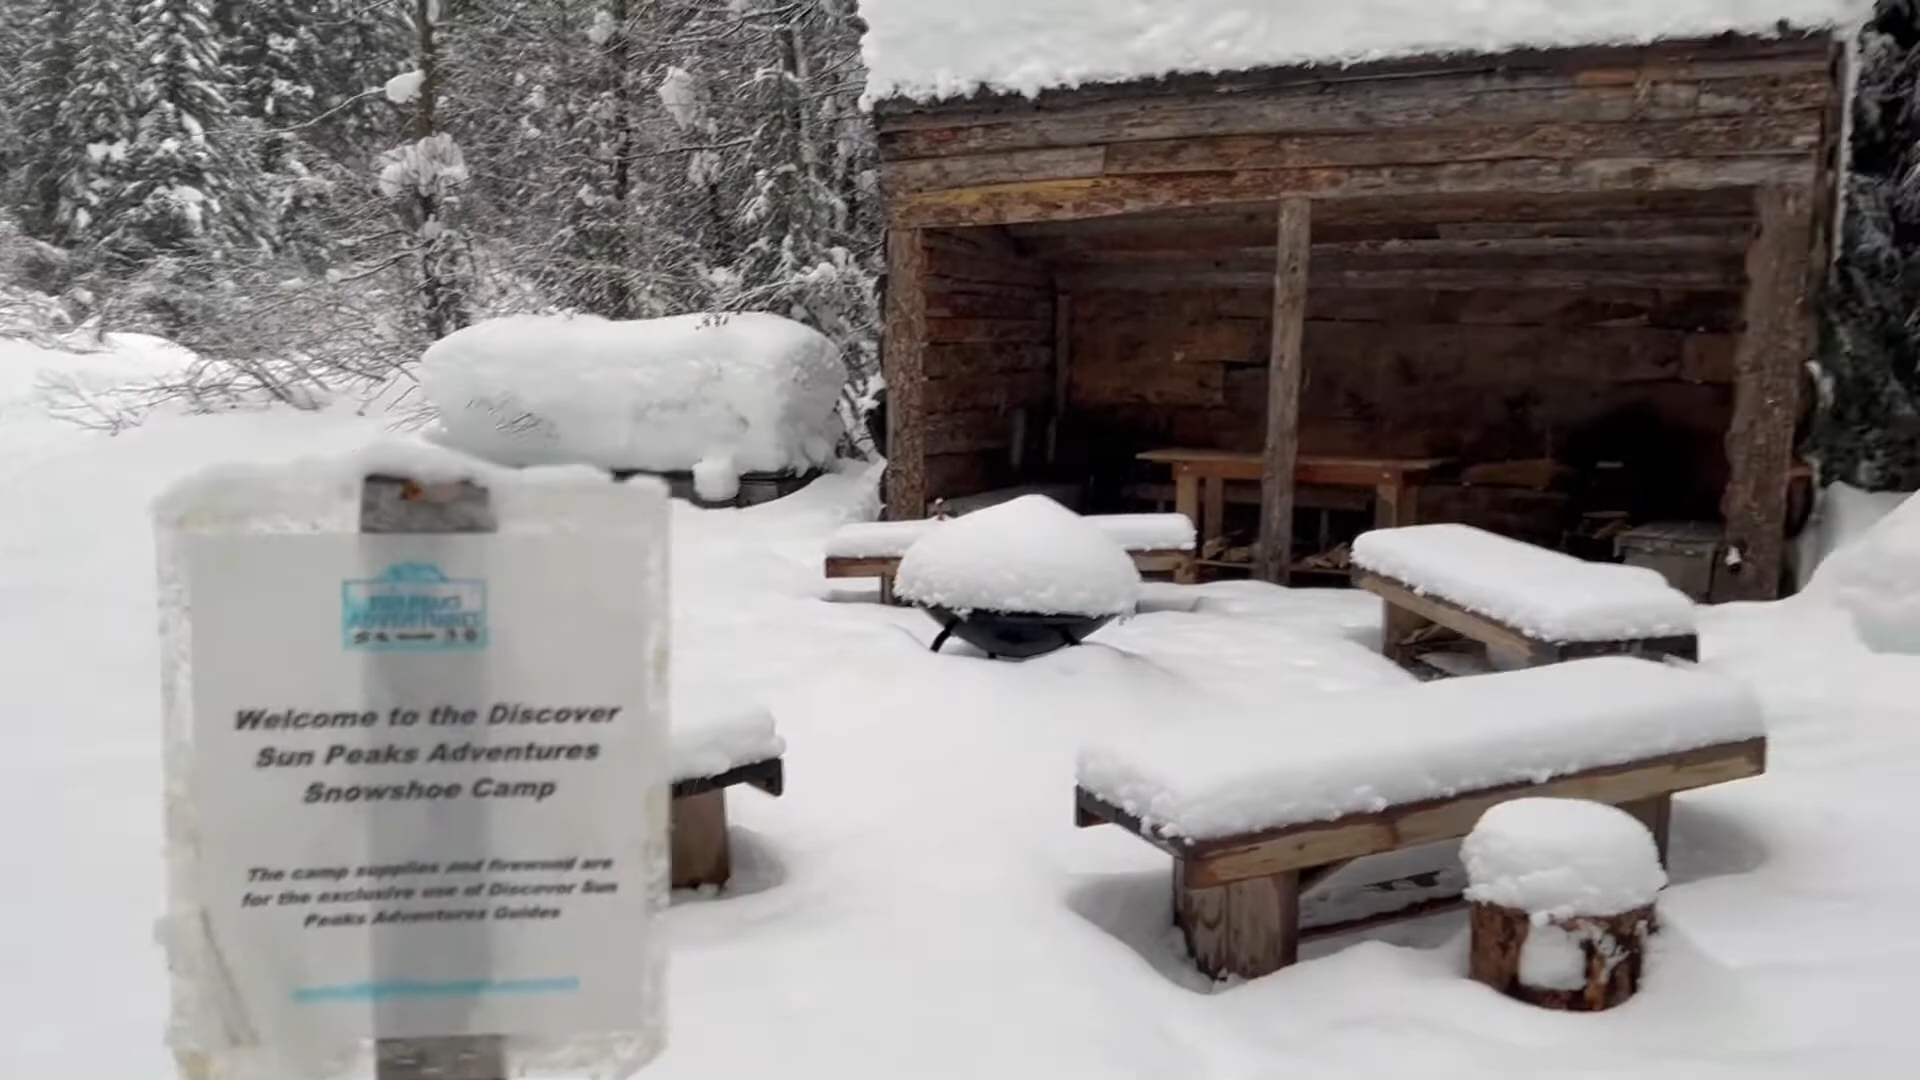 ADVENTURES
Welcome to the Discover
Sun Peaks Adventures
Snowshoe Camp
The camp supplies and firewood are
for the exclusive use of Discover Sun
Peaks Adventures Guides